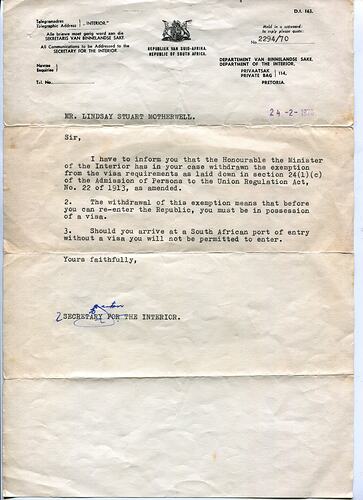 D.I. 163.
Telegramadres
Telegraphic Address } „INTERIOR."
Alle briewe moet gerig word aan die
SEKRETARIS VAN BINNELANDSE SAKE.
All Communications to be Addressed to the
SECRETARY FOR THE INTERIOR.
Navrae
Enquiries
Tel. No.
REPUBLIEK VAN SUID-AFRIKA.
REPUBLIC OF SOUTH AFRICA.
to reply please quote:
No. 2294/70
DEPARTEMENT VAN BINNELANDSE SAKE,
DEPARTMENT OF THE INTERIOR,
PRIVAATSAK
PRIVATE BAG } 114,
PRETORIA.
MR. LINDSAY STUART MOTHERWELL.
24 -2-
Sir,
I have to inform you that the Honourable the Minister
of the Interior has in your case withdrawn the exemption
from the visa requirements as laid down in section 24(1)(c)
of the Admission of Persons to the Union Regulation Act,
No. 22 of 1913, as amended.
2. The withdrawal of this exemption means that before
you can re-enter the Republic, you must be in possession
of a visa.
3. Should you arrive at a South African port of entry
without a visa you will not be permitted to enter.
Yours faithfully,
SECRETARY FOR THE INTERIOR.